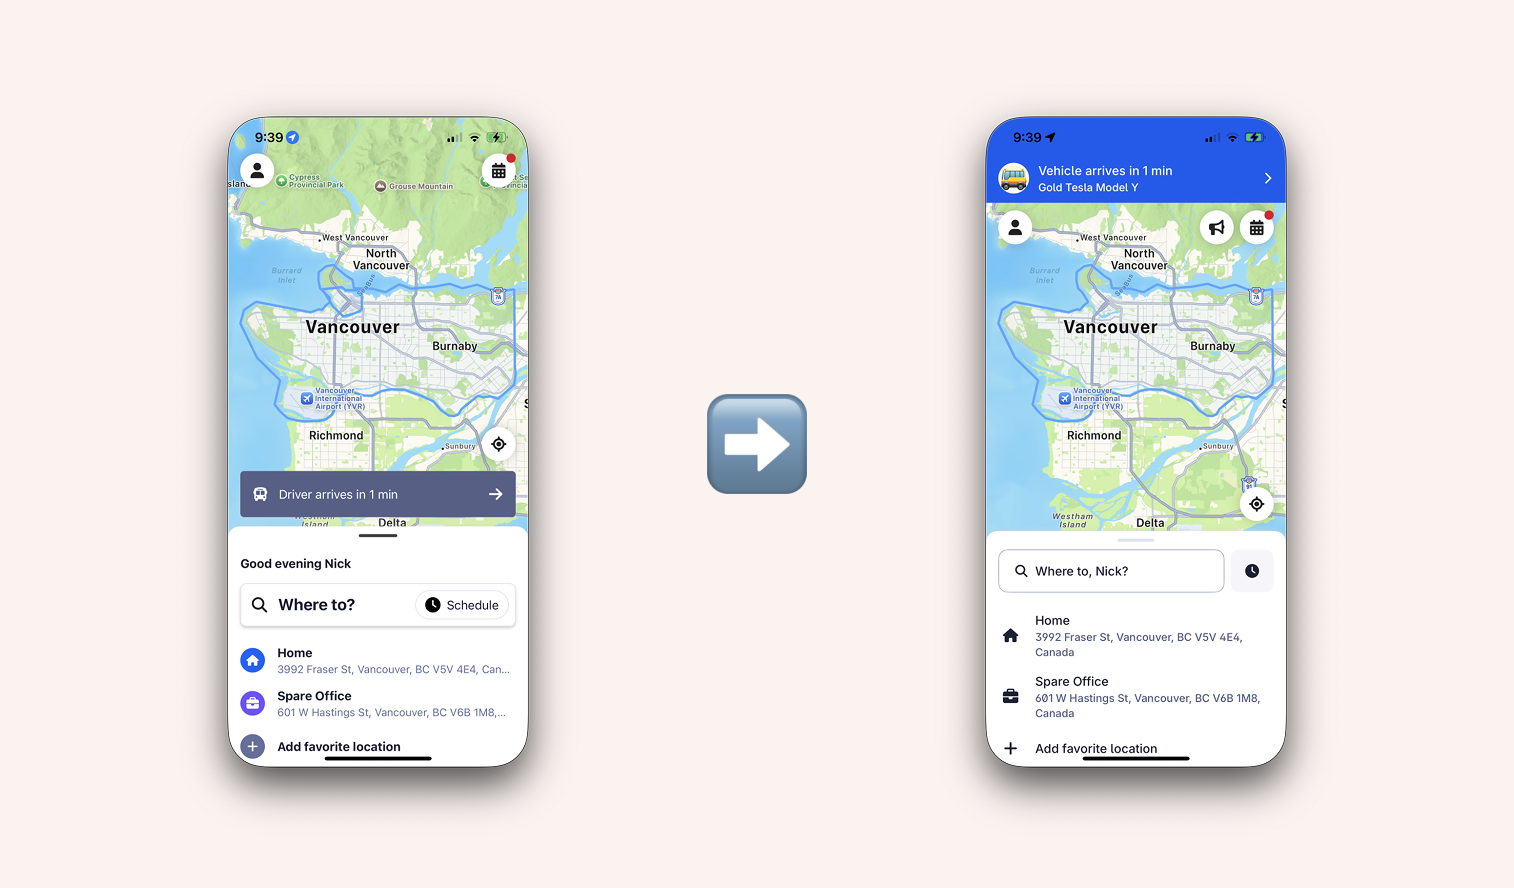 9:39
Cypress
Provincial Park
Grouse Mountain
West Vancouver
North
Vancouver
Burrard
Inlet
SeaBus
7A
Vancouver
Burnaby
Vancouver
International
Airport (YVR)
Richmond
Sunbury
Driver arrives in 1 min
Westham
Island
Delta
Good evening Nick
Where to?
Schedule
Home
3992 Fraser St, Vancouver, BC V5V 4E4, Can...
Spare Office
601 W Hastings St, Vancouver, BC V6B 1M8,...
Add favorite location
9:39
Vehicle arrives in 1 min
Gold Tesla Model Y
West Vancouver
North
Vancouver
Burrard
Inlet
SeaBus
7A
Vancouver
Burnaby
Vancouver
International
Airport (YVR)
Richmond
Sunbury
91
Westham
Island
Delta
Where to, Nick?
Home
3992 Fraser St, Vancouver, BC V5V 4E4,
Canada
Spare Office
601 W Hastings St, Vancouver, BC V6B 1M8,
Canada
Add favorite location